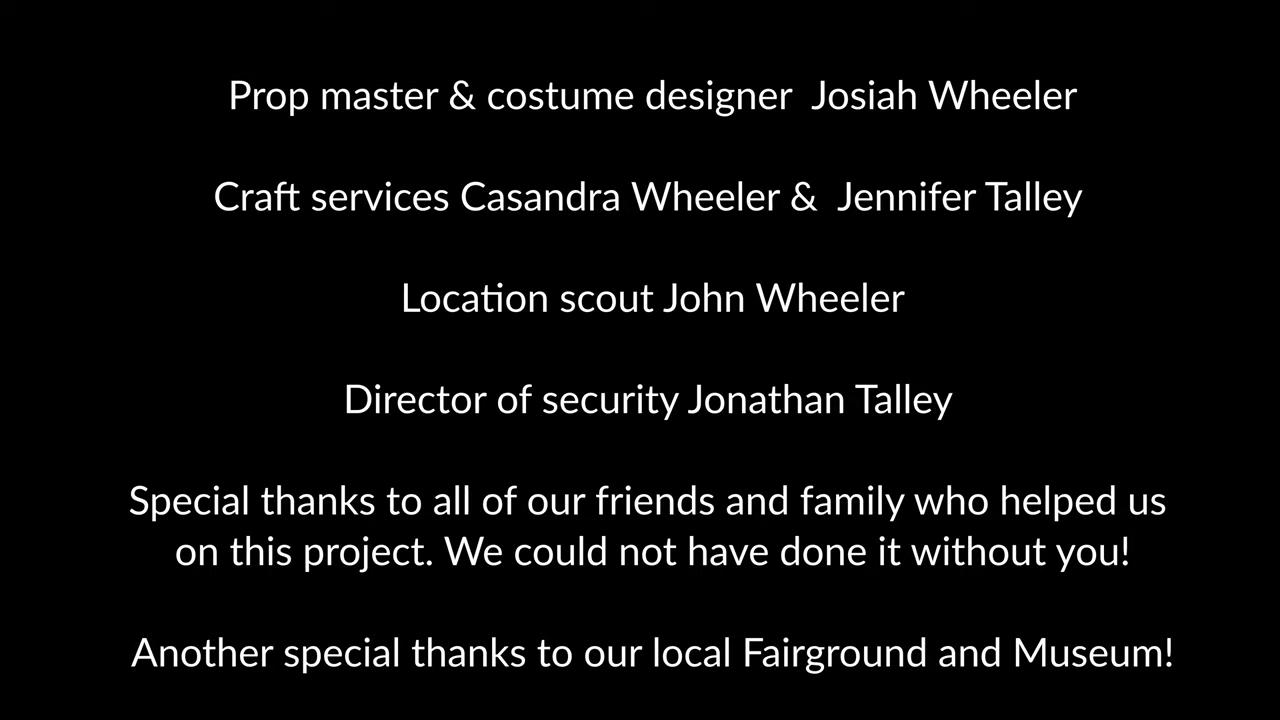 Prop master & costume designer  Josiah Wheeler
Craft services Casandra Wheeler &  Jennifer Talley
Location scout John Wheeler
Director of security Jonathan Talley
Special thanks to all of our friends and family who helped us
on this project. We could not have done it without you!
Another special thanks to our local Fairground and Museum!